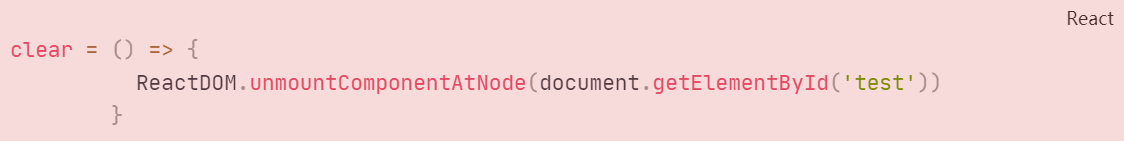 React
clear = () => {
ReactDOM.unmountComponentAtNode(document.getElementById('test'))
}